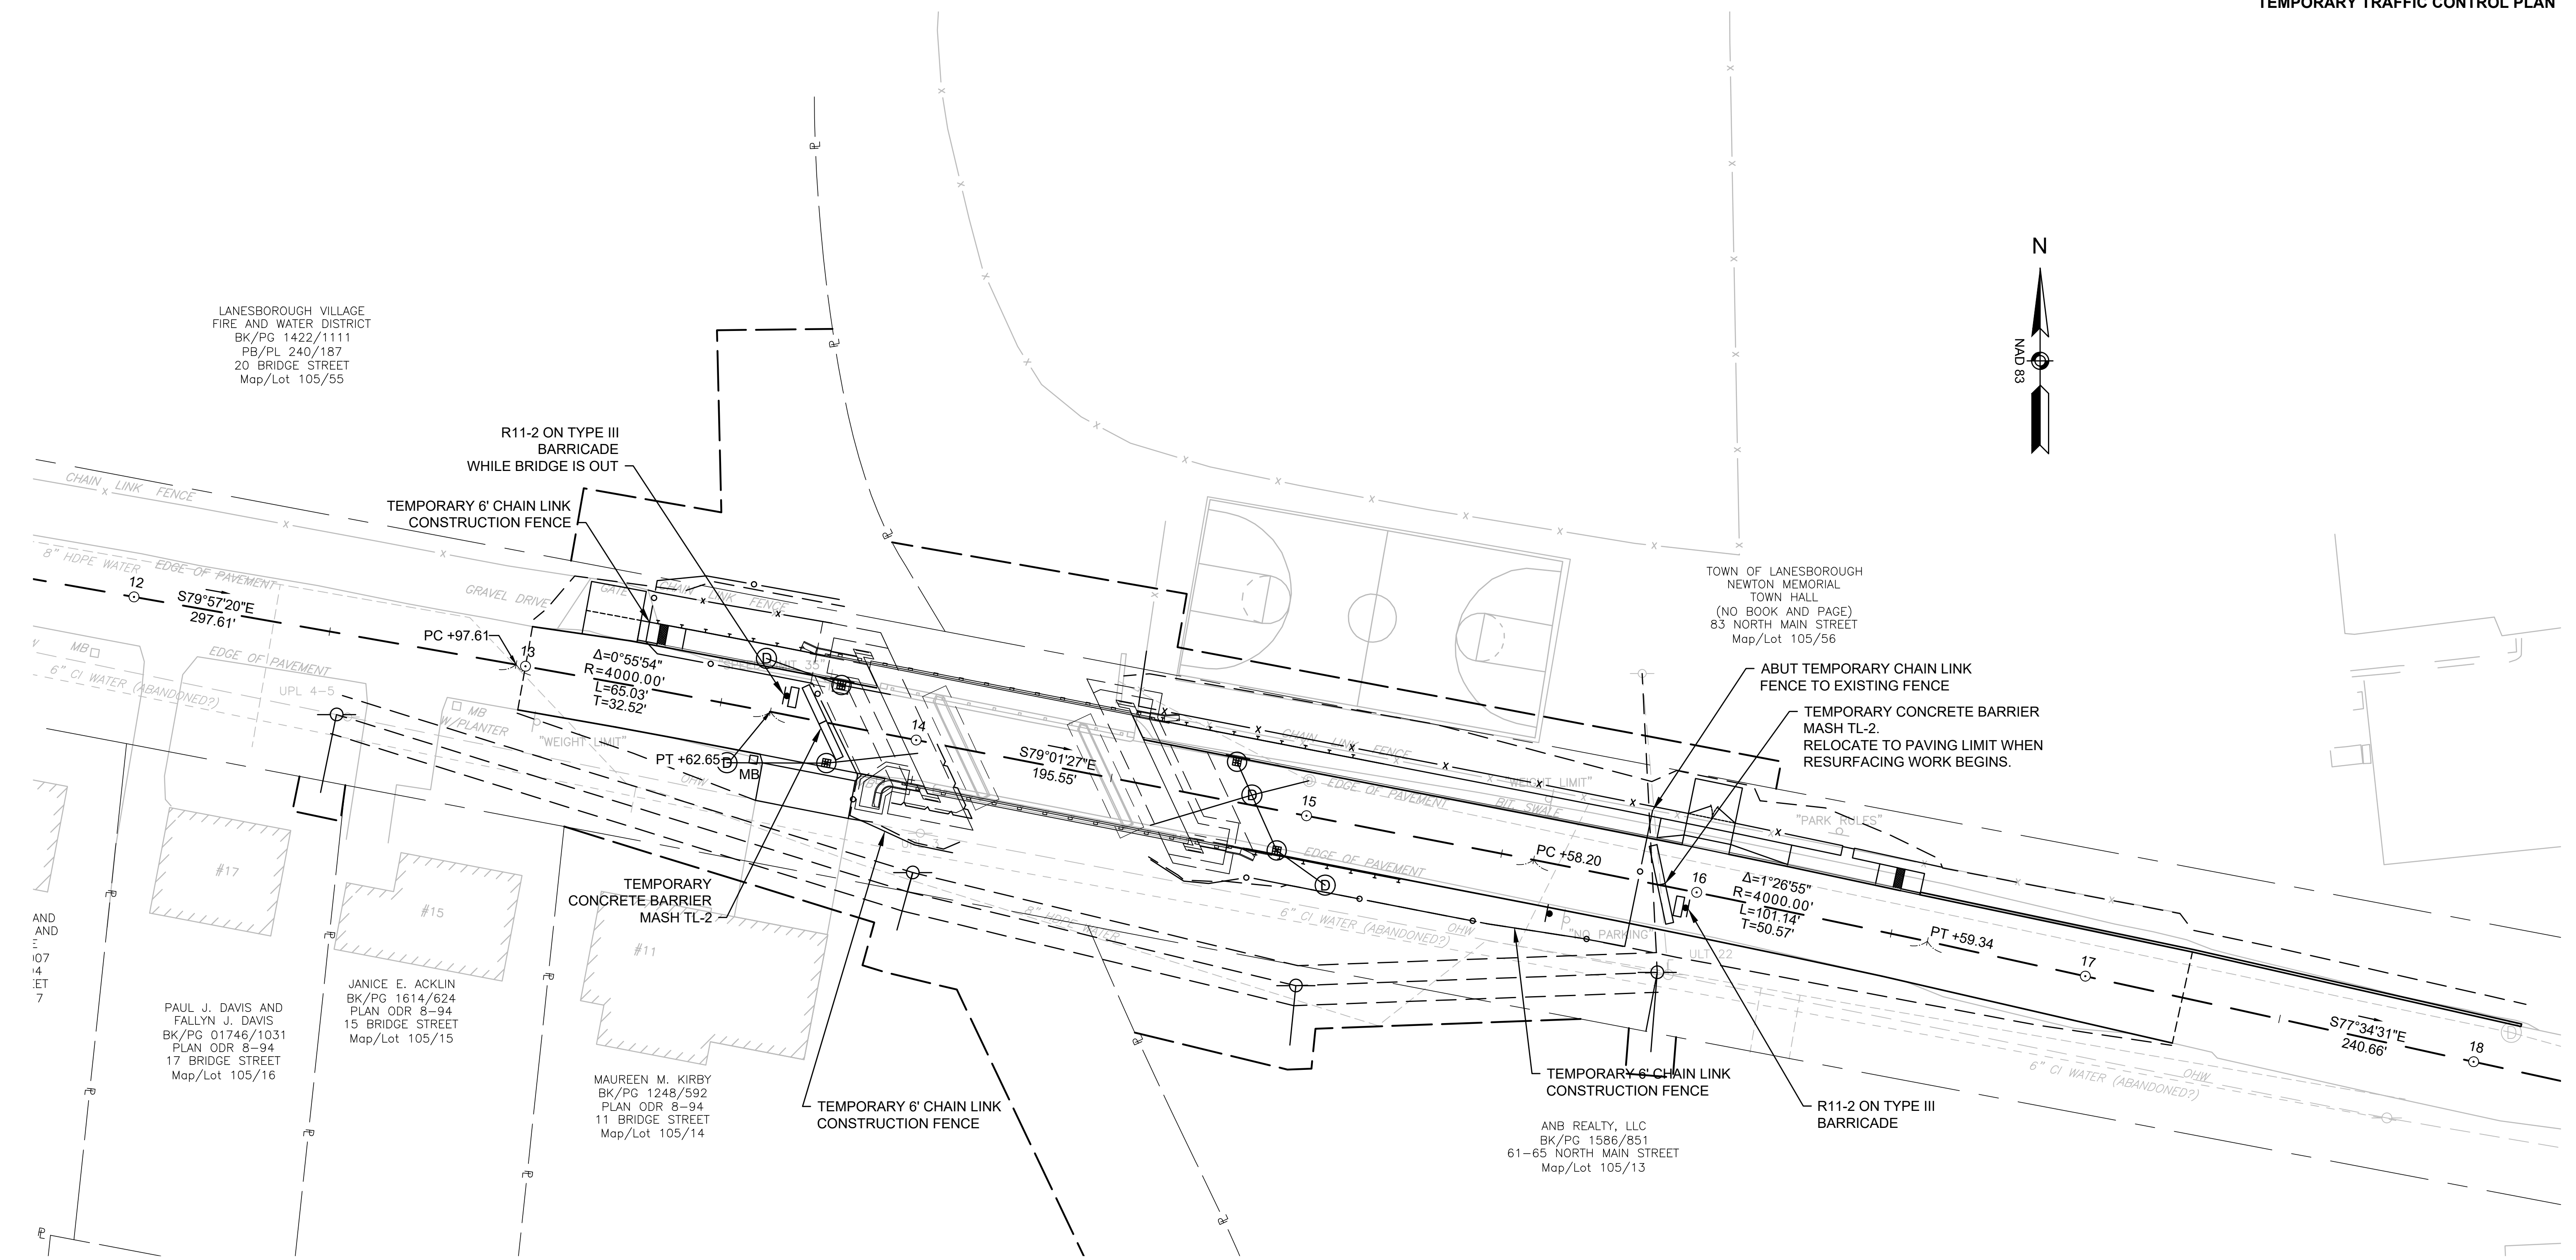 TEMPORARY TRAFFIC CONTROL PLAN
N
NAD 83
LANESBOROUGH VILLAGE
FIRE AND WATER DISTRICT
BK/PG 1422/1111
PB/PL 240/187
20 BRIDGE STREET
Map/Lot 105/55
R11-2 ON TYPE III
BARRICADE
WHILE BRIDGE IS OUT
TEMPORARY 6' CHAIN LINK
CONSTRUCTION FENCE
CHAIN LINK FENCE
8" HDPE WATER
EDGE OF PAVEMENT
12
S79°57'20"E
297.61'
GRAVEL DRIVE
GATE
CHAIN LINK FENCE
PC +97.61
13
Δ=0°55'54"
R=4000.00'
L=65.03'
T=32.52'
"SPEED LIMIT 35"
MB
EDGE OF PAVEMENT
6" CI WATER (ABANDONED?)
UPL 4-5
MB
W/PLANTER
"WEIGHT LIMIT"
PT +62.65
D
D
MB
OHW
14
S79°01'27"E
195.55'
TOWN OF LANESBOROUGH
NEWTON MEMORIAL
TOWN HALL
(NO BOOK AND PAGE)
83 NORTH MAIN STREET
Map/Lot 105/56
ABUT TEMPORARY CHAIN LINK
FENCE TO EXISTING FENCE
TEMPORARY CONCRETE BARRIER
MASH TL-2.
RELOCATE TO PAVING LIMIT WHEN
RESURFACING WORK BEGINS.
CHAIN LINK FENCE
"WEIGHT LIMIT"
EDGE OF PAVEMENT
BIT. SWALE
"PARK RULES"
D
15
EDGE OF PAVEMENT
D
PC +58.20
16
Δ=1°26'55"
R=4000.00'
L=101.14'
T=50.57'
PT +59.34
17
S77°34'31"E
240.66'
18
D
#17
#15
#11
TEMPORARY
CONCRETE BARRIER
MASH TL-2
8" HDPE WATER
6" CI WATER (ABANDONED?)
OHW
"NO PARKING"
ULT 22
6" CI WATER (ABANDONED?)
OHW
AND
AND
E
007
94
EET
7
PAUL J. DAVIS AND
FALLYN J. DAVIS
BK/PG 01746/1031
PLAN ODR 8-94
17 BRIDGE STREET
Map/Lot 105/16
JANICE E. ACKLIN
BK/PG 1614/624
PLAN ODR 8-94
15 BRIDGE STREET
Map/Lot 105/15
MAUREEN M. KIRBY
BK/PG 1248/592
PLAN ODR 8-94
11 BRIDGE STREET
Map/Lot 105/14
TEMPORARY 6' CHAIN LINK
CONSTRUCTION FENCE
TEMPORARY 6' CHAIN LINK
CONSTRUCTION FENCE
ANB REALTY, LLC
BK/PG 1586/851
61-65 NORTH MAIN STREET
Map/Lot 105/13
R11-2 ON TYPE III
BARRICADE